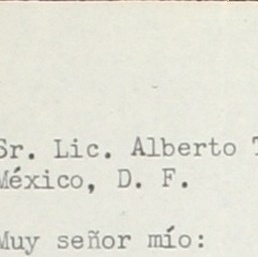 Sr. Lic. Alberto
México, D. F.
Muy señor mío: